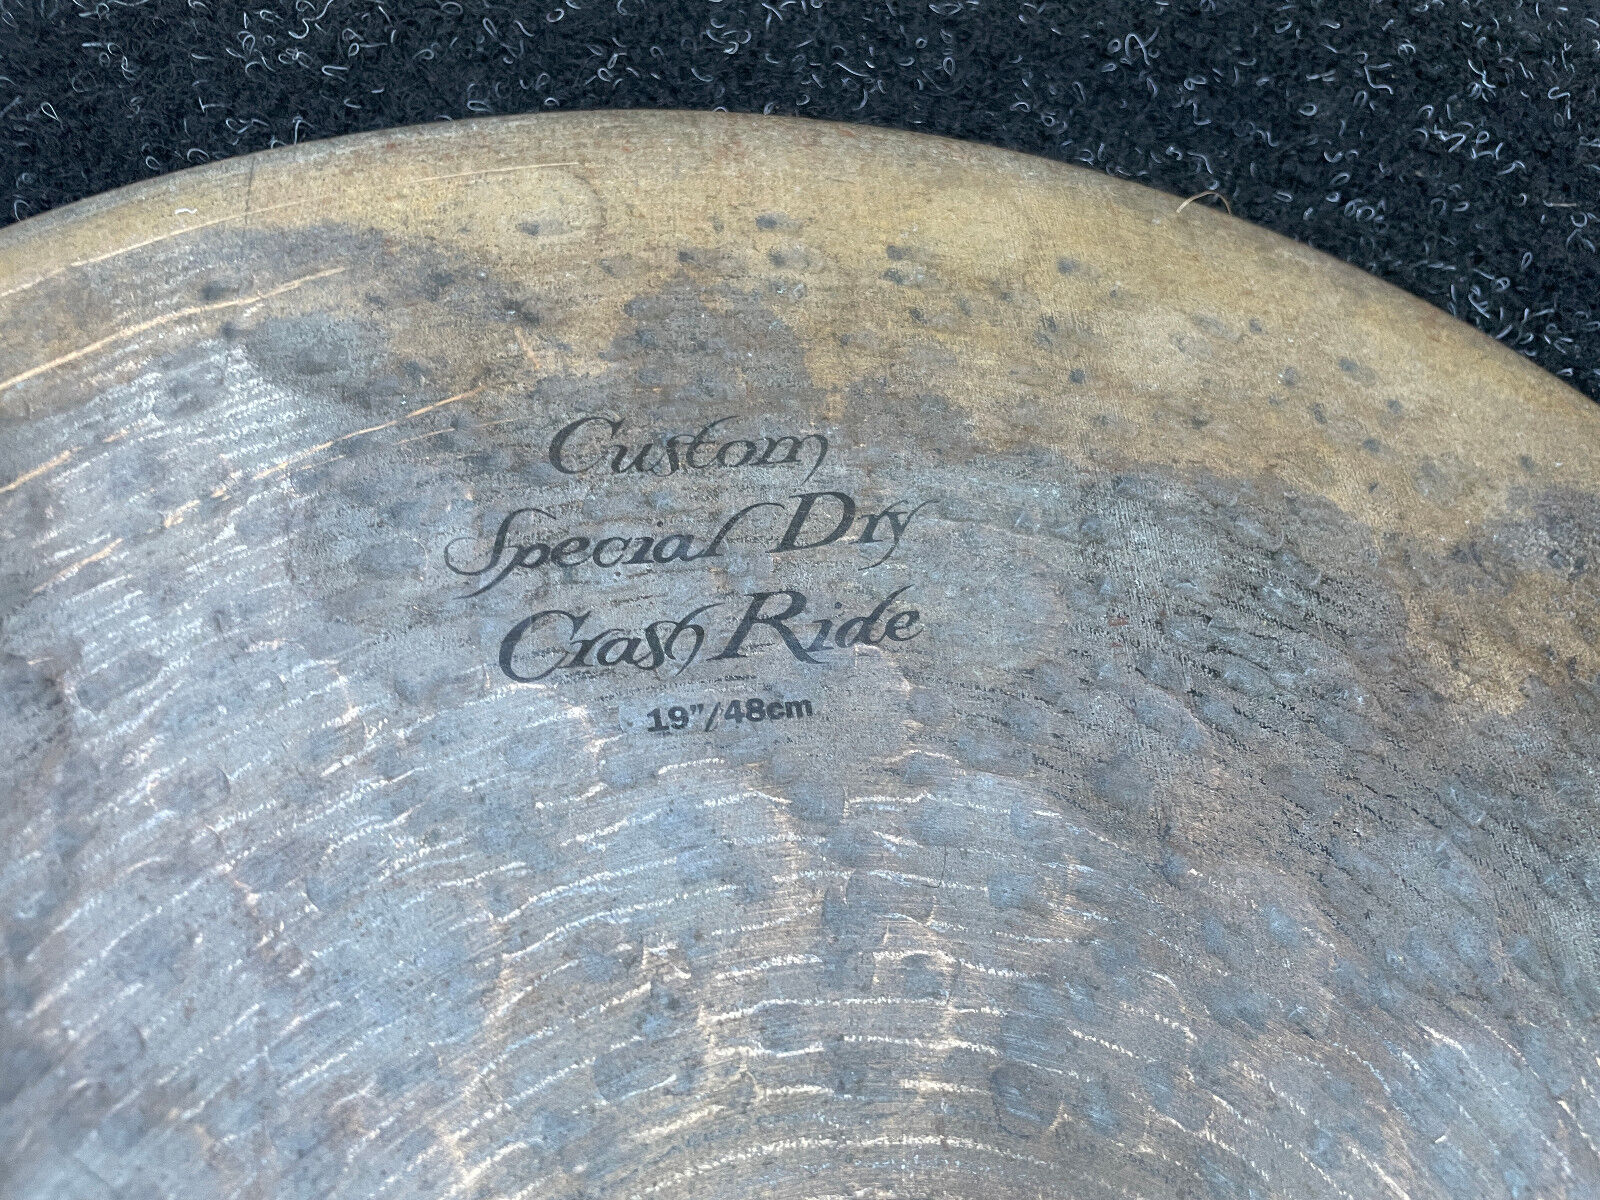 Custom
Special Dry
Crash Ride
19"/48cm